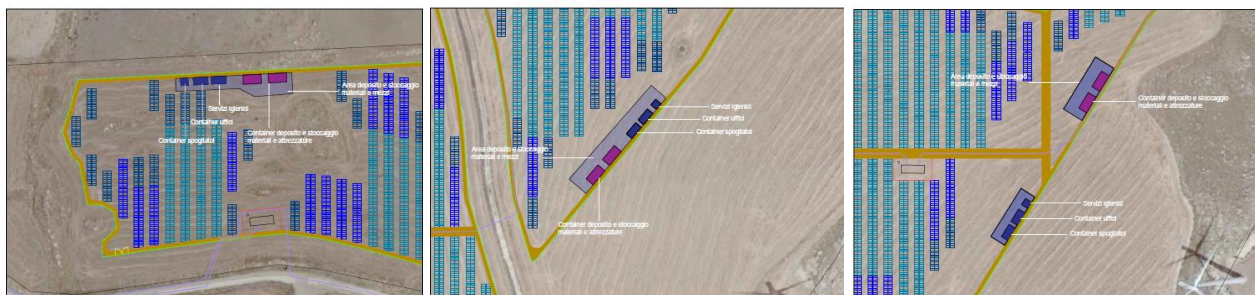 Area deposito e stoccaggio
materiali e mezzi
Servizi igienici
Container uffici
Container spogliatoi
Container deposito e stoccaggio
materiali e attrezzature
Servizi igienici
Container uffici
Container spogliatoi
Area deposito e stoccaggio
materiali e mezzi
Container deposito e stoccaggio
materiali e attrezzature
Area deposito e stoccaggio
materiali e mezzi
Container deposito e stoccaggio
materiali e attrezzature
Servizi igienici
Container uffici
Container spogliatoi